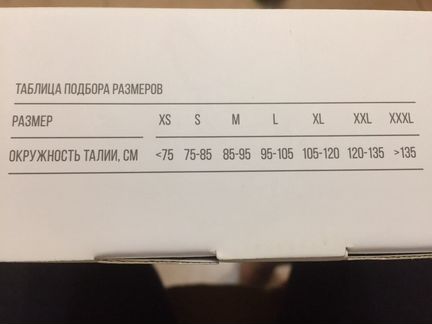 ТАБЛИЦА ПОДБОРА РАЗМЕРОВ
РАЗМЕР XS S M L XL XXL XXXL
ОКРУЖНОСТЬ ТАЛИИ, СМ <75 75-85 85-95 95-105 105-120 120-135 >135